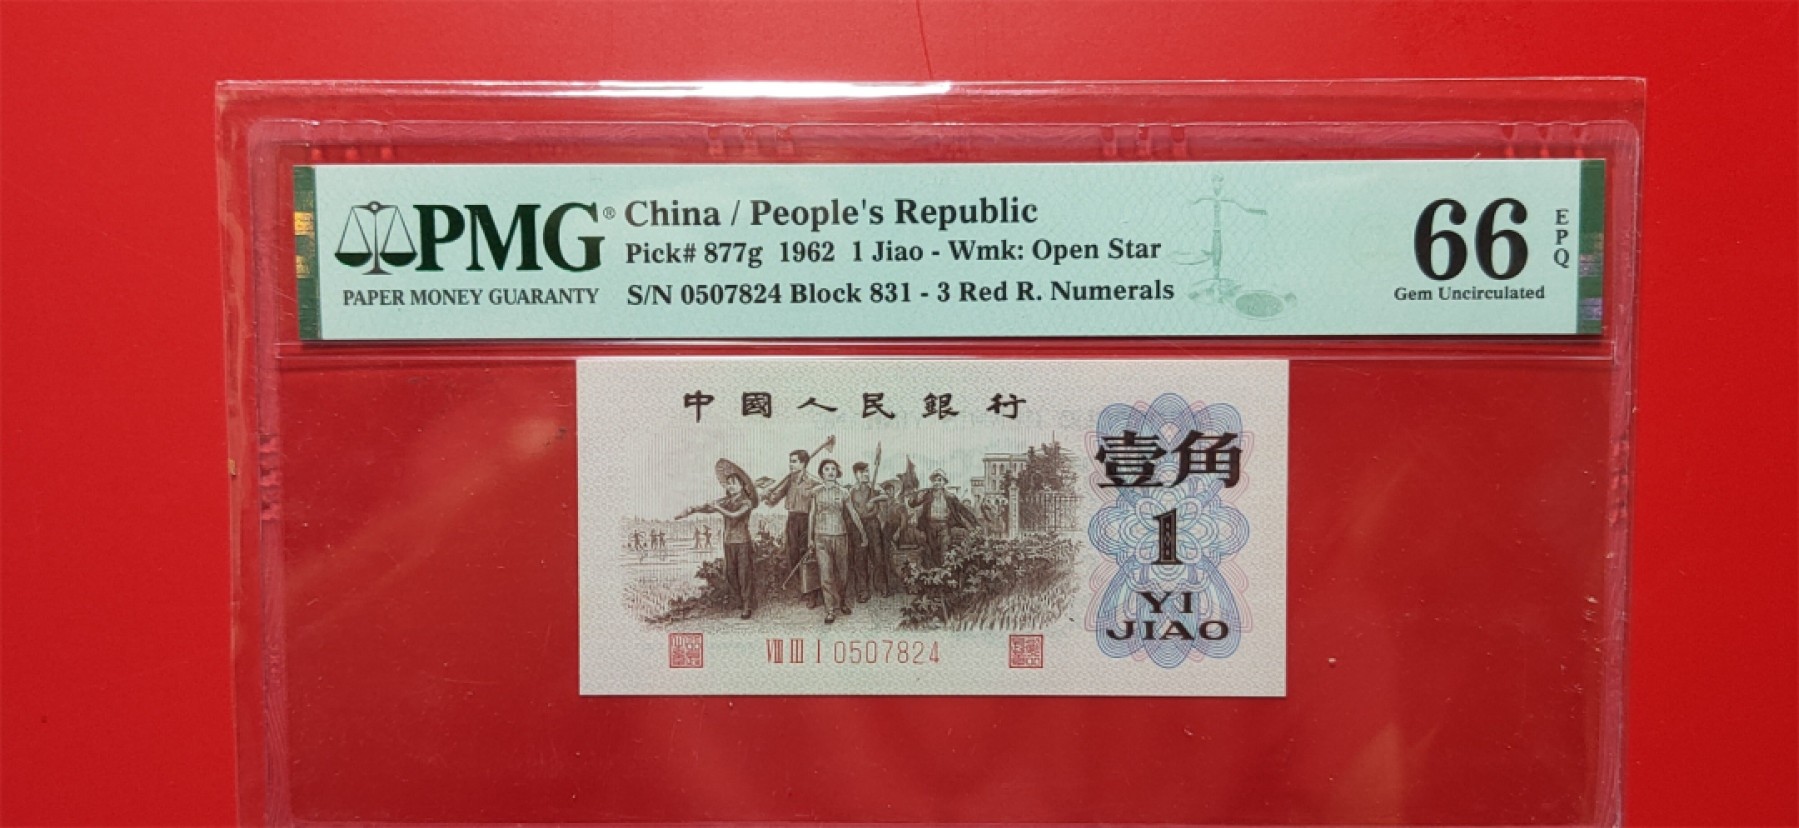 PMG®
PAPER MONEY GUARANTY
China / People's Republic
Pick# 877g 1962 1 Jiao - Wmk: Open Star
S/N 0507824 Block 831 - 3 Red R. Numerals
66
EPQ
Gem Uncirculated
中國人民銀行
壹角
1
YI
JIAO
VIII III I 0507824